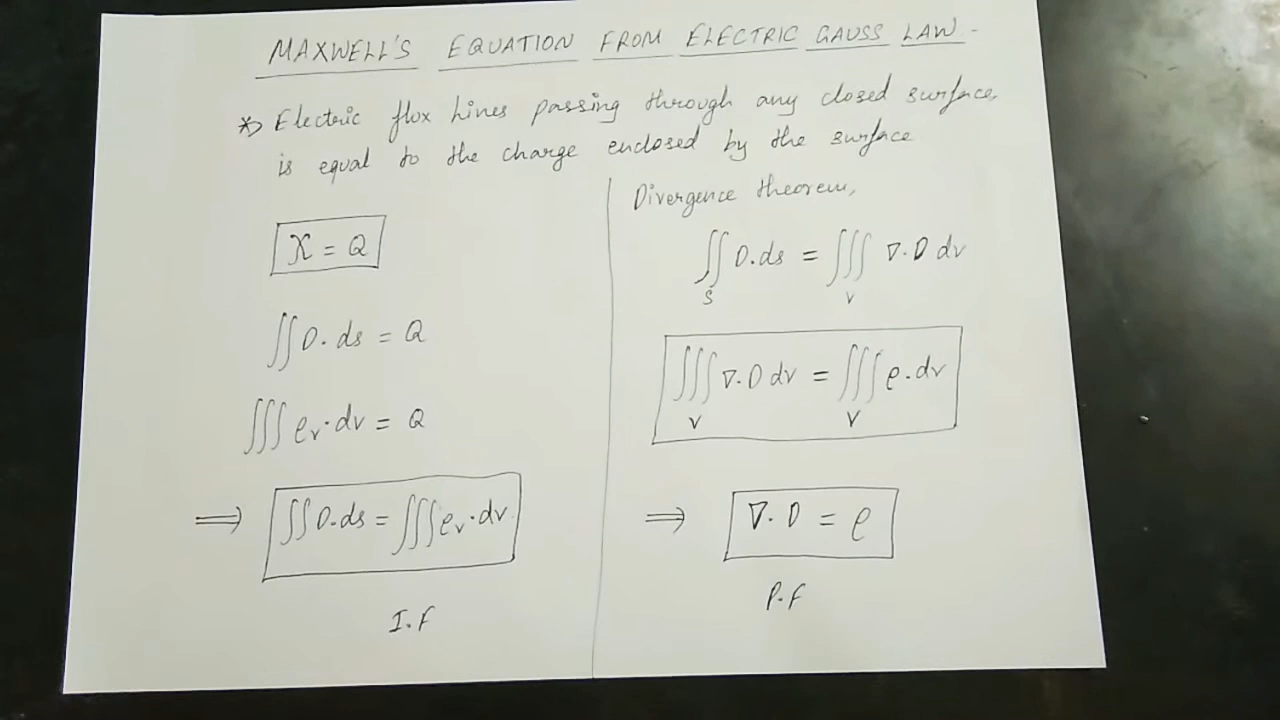 MAXWELL'S EQUATION FROM ELECTRIC GAUSS LAW.
*) Electric flux lines passing through any closed surface,
is equal to the charge enclosed by the surface
X = Q
∬ D. ds = Q
∭ ρv. dv = Q
⟹ ∬ D.ds = ∭ ρv. dv
I.F
Divergence theorem,
∬S D.ds = ∭V ∇. D dv
∭V ∇. D dv = ∭V ρ. dv
⟹ ∇. D = ρ
P.F